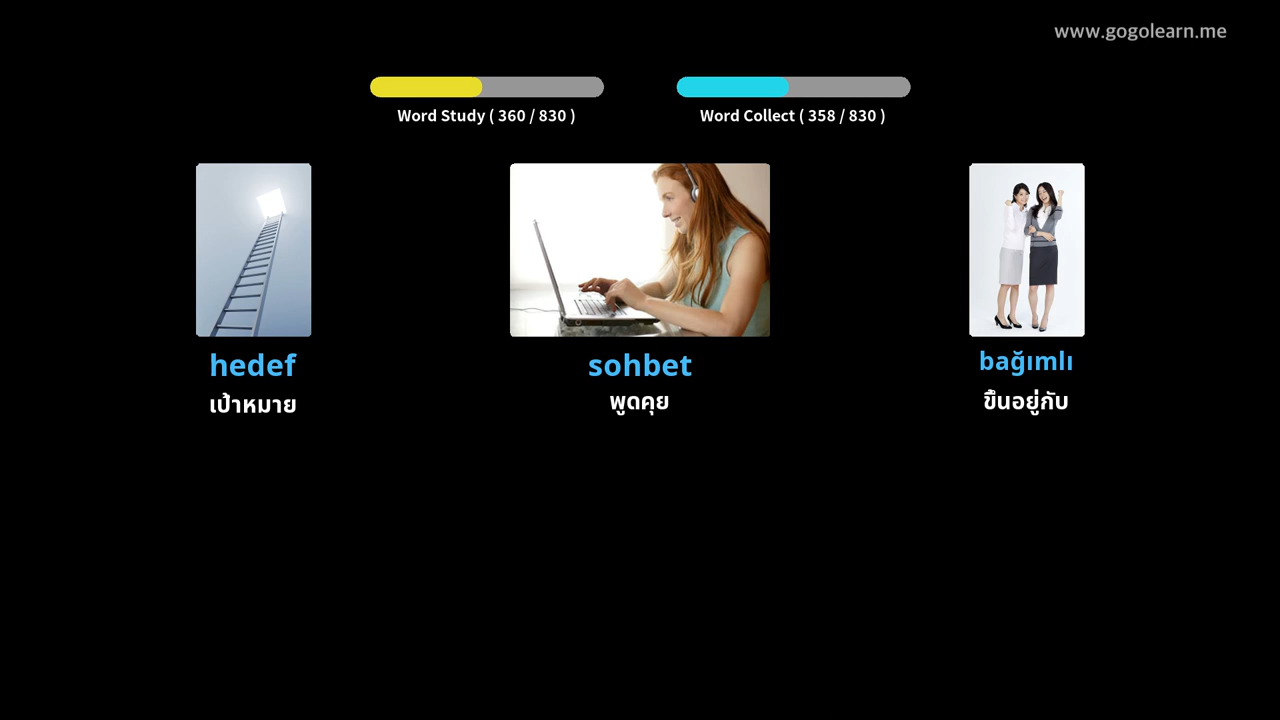 www.gogolearn.me
Word Study ( 360 / 830 )
Word Collect ( 358 / 830 )
hedef
เป้าหมาย
sohbet
พูดคุย
bağımlı
ขึ้นอยู่กับ